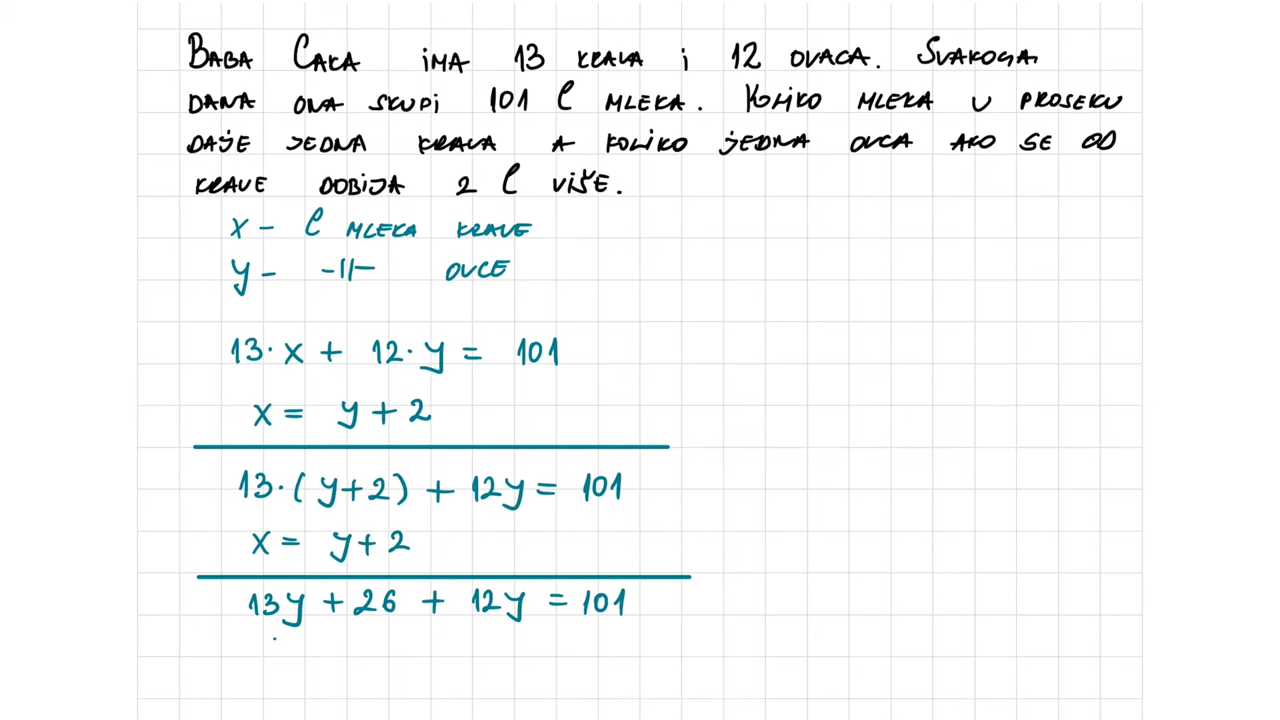 BABA CAKA IMA 13 KRAVA I 12 OVACA. SVAKOGA
DANA ONA SKUPI 101 l MLEKA. KOLIKO MLEKA U PROSEKU
DAJE JEDNA KRAVA A KOLIKO JEDNA OVCA AKO SE OD
KRAVE DOBIJA 2 l VIŠE.
x - l MLEKA KRAVE
y - -||- OVCE
13·x + 12·y = 101
x = y + 2
13·(y+2) + 12y = 101
x = y+2
13y + 26 + 12y = 101